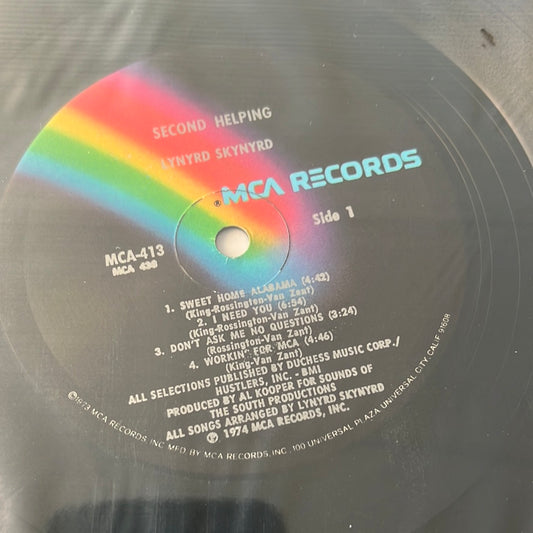 SECOND HELPING
LYNYRD SKYNYRD
MCA RECORDS®
Side 1
MCA-413
MCA 436
1. SWEET HOME ALABAMA (4:42)
(King-Rossington-Van Zant)
2. I NEED YOU (6:54)
(King-Rossington-Van Zant)
3. DON'T ASK ME NO QUESTIONS (3:24)
(Rossington-Van Zant)
4. WORKIN' FOR MCA (4:46)
(King-Van Zant)
ALL SELECTIONS PUBLISHED BY DUCHESS MUSIC CORP./
HUSTLERS, INC. - BMI
PRODUCED BY AL KOOPER FOR SOUNDS OF
THE SOUTH PRODUCTIONS
ALL SONGS ARRANGED BY LYNYRD SKYNYRD
℗ 1974 MCA RECORDS, INC.
©1973 MCA RECORDS INC MFD. BY MCA RECORDS, INC., 100 UNIVERSAL PLAZA, UNIVERSAL CITY, CALIF. 91608